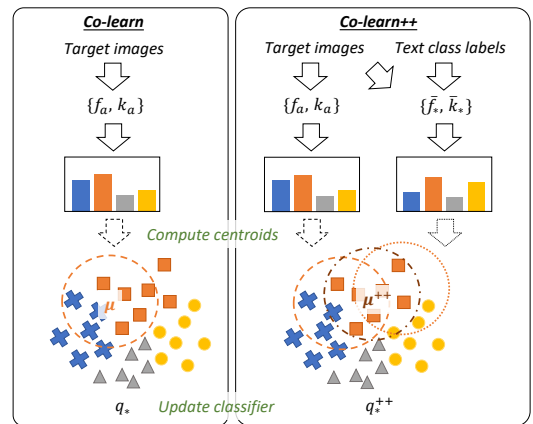 Co-learn
Target images
{f_a, k_a}
Co-learn++
Target images
Text class labels
{f_a, k_a}
{f̄_*, k̄_*}
Compute centroids
μ
μ⁺⁺
q_*
Update classifier
q_*⁺⁺